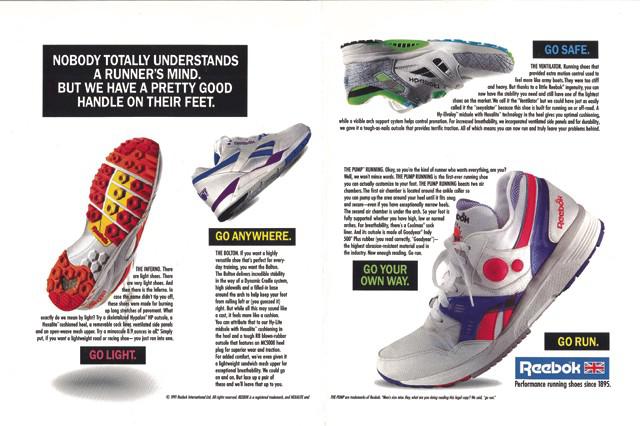 NOBODY TOTALLY UNDERSTANDS
A RUNNER'S MIND.
BUT WE HAVE A PRETTY GOOD
HANDLE ON THEIR FEET.
GO SAFE.
THE VENTILATOR. Running shoes that
provided extra motion control used to
feel more like army boots. They were too stiff
and heavy. But thanks to a little Reebok ingenuity, you can
now have the stability you need and still have one of the lightest
shoes on the market. We call it the "Ventilator" but we could have just as easily
called it the "

" because this shoe is built for running on or off-road. A
Hy-Elvaloy midsole with Hexalite technology in the heel gives you optimal cushioning,
while a visible arch support system helps control pronation. For increased breathability, we incorporated ventilated side panels and for durability,
we gave it a tough-as-nails outsole that provides terrific traction. All of which means you can now run and truly leave your problems behind.
GO ANYWHERE.
THE BOLTON. If you want a highly
versatile shoe that's perfect for every-
day training, you want the Bolton.
The Bolton delivers incredible stability
in the way of a Dynamic Cradle system,
high sidewalls and a filled-in base
around the arch to help keep your foot
from rolling left or (you guessed it)
right. But while all this may sound like
a cast, it feels more like a cushion.
You can attribute that to our Hy-Lite
midsole with Hexalite cushioning in
the heel and a tough RB blown-rubber
outsole that features an
heel
plug for superior wear and traction.
For added comfort, we've even given it
a lightweight sandwich mesh upper for
exceptional breathability. We could go
on and on. But lace up a pair of
these and we'll leave that up to you.
THE INFERNO. There
are light shoes. There
are very light shoes. And
then there is the Inferno. In
case the name didn't tip you off,
these shoes were made for burning
up long stretches of pavement. What
exactly do we mean by light? Try a skeletalized Hypalon HP outsole, a
Hexalite cushioned heel, a removable sock liner, ventilated side panels
and an open-weave mesh upper. Try a minuscule 8.9 ounces in all. Simply
put, if you want a lightweight road or racing shoe—you just run into one.
GO LIGHT.
THE PUMP RUNNING. Okay, so you're the kind of runner who wants everything, are you?
Well, we won't mince words. THE PUMP RUNNING is the first-ever running shoe
you can actually customize to your foot. THE PUMP RUNNING boasts two air
chambers. The first air chamber is located around the ankle collar so
you can pump up the area around your heel until it fits snug
and secure—even if you have exceptionally narrow heels.
The second air chamber is under the arch. So your foot is
fully supported whether you have high, low or normal
arches. For breathability, there's a Coolmax sock
liner. And its outsole is made of Goodyear Indy
500 Plus rubber (you read correctly, "Goodyear")—
the highest abrasion-resistant material used in
the industry. Now enough reading. Go run.
GO YOUR
OWN WAY.
Reebok
GO RUN.
Reebok
Performance running shoes since 1895.
© 1991 Reebok International Ltd. All rights reserved. REEBOK is a registered trademark, and HEXALITE and
THE PUMP are trademarks of Reebok.